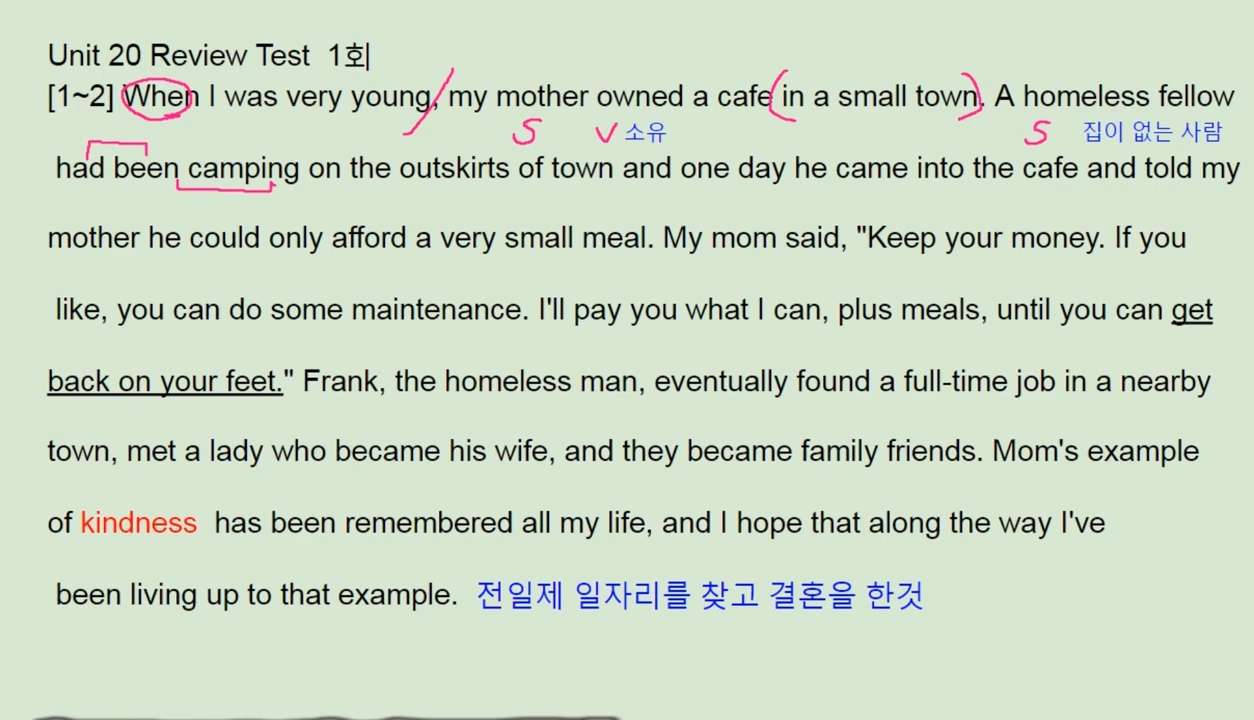 Unit 20 Review Test 1호
[1~2] When I was very young, my mother owned a cafe (in a small town). A homeless fellow
S V 소유 S 집이 없는 사람
had been camping on the outskirts of town and one day he came into the cafe and told my
mother he could only afford a very small meal. My mom said, "Keep your money. If you
like, you can do some maintenance. I'll pay you what I can, plus meals, until you can get
back on your feet." Frank, the homeless man, eventually found a full-time job in a nearby
town, met a lady who became his wife, and they became family friends. Mom's example
of kindness has been remembered all my life, and I hope that along the way I've
been living up to that example. 전일제 일자리를 찾고 결혼을 한것